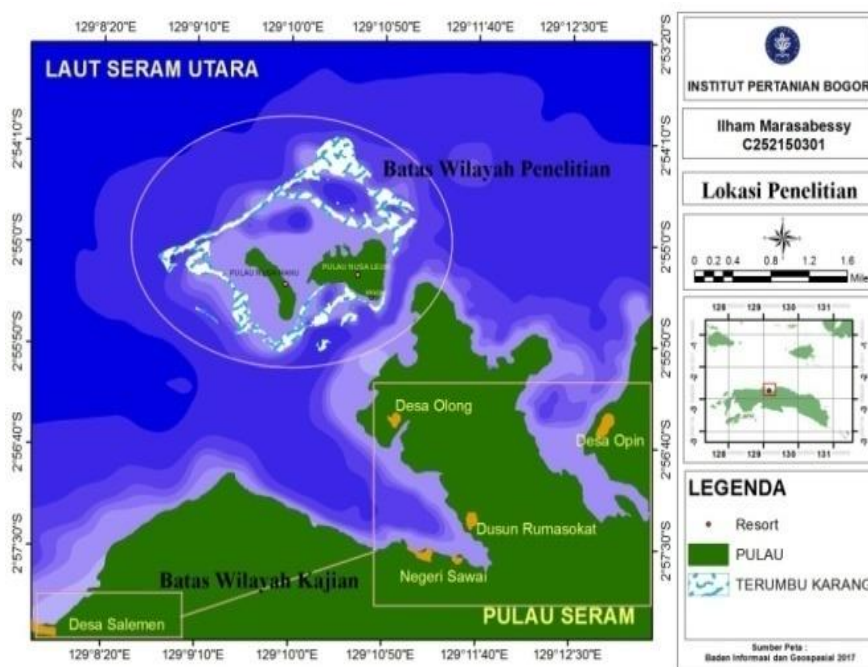 129°8'20"E 129°9'10"E 129°10'0"E 129°10'50"E 129°11'40"E 129°12'30"E
2°53'20"S
LAUT SERAM UTARA
2°54'10"S 2°54'10"S
Batas Wilayah Penelitian
2°55'0"S 2°55'0"S
PULAU NUSA
2°55'50"S 2°55'50"S
Desa Olong
Desa Opin
2°56'40"S 2°56'40"S
Dusun Rumasokat
2°57'30"S 2°57'30"S
Negeri Sawai
Batas Wilayah Kajian
Desa Salemen
PULAU SERAM
129°8'20"E 129°9'10"E 129°10'0"E 129°10'50"E 129°11'40"E 129°12'30"E
INSTITUT PERTANIAN BOGOR
Ilham Marasabessy
C252150301
Lokasi Penelitian
0 0.2 0.4 0.8 1.2 1.6
Mile
128 129 130 131
128 129 130 131
LEGENDA
Resort
PULAU
TERUMBU KARANG
Sumber Peta :
Badan Informasi dan Geospasial 2017